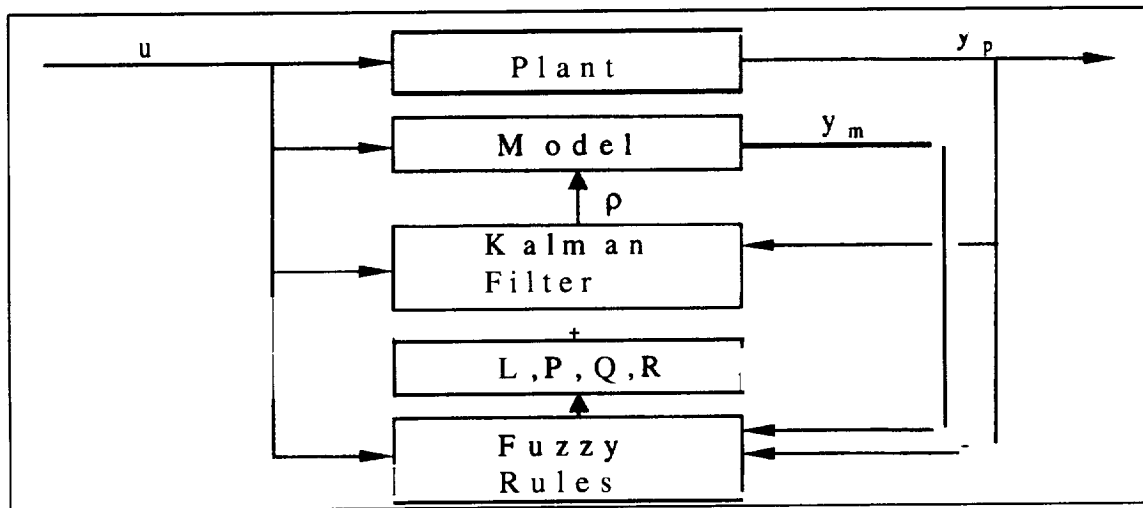 u
y p
Plant
Model
y m
ρ
Kalman
Filter
+
L,P,Q,R
Fuzzy
Rules
-